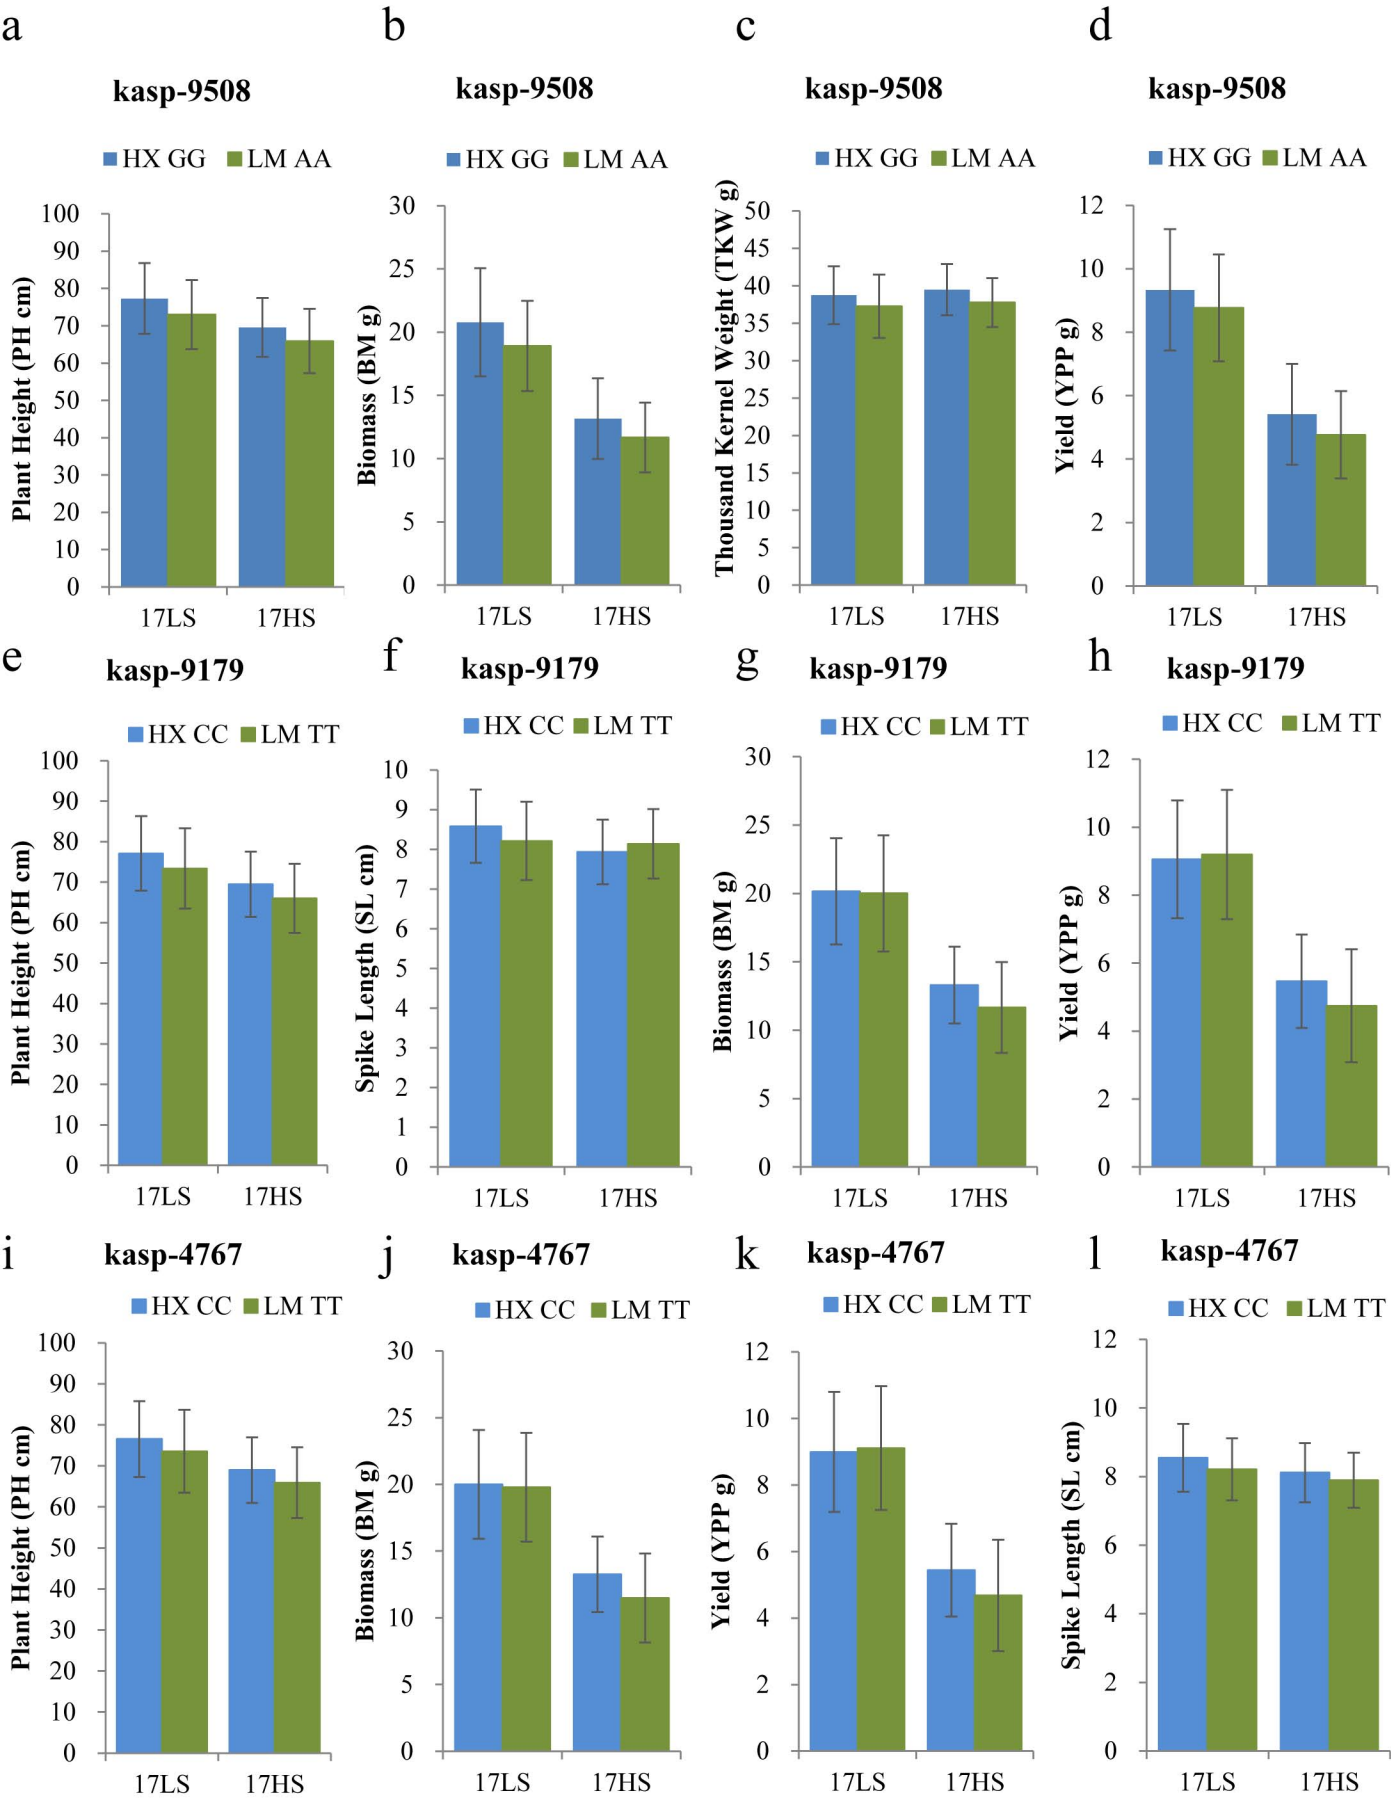 a
kasp-9508
HX GG LM AA
Plant Height (PH cm)
100
90
80
70
60
50
40
30
20
10
0
17LS 17HS
b
kasp-9508
HX GG LM AA
Biomass (BM g)
30
25
20
15
10
5
0
17LS 17HS
c
kasp-9508
HX GG LM AA
Thousand Kernel Weight (TKW g)
50
45
40
35
30
25
20
15
10
5
0
17LS 17HS
d
kasp-9508
HX GG LM AA
Yield (YPP g)
12
10
8
6
4
2
0
17LS 17HS
e
kasp-9179
HX CC LM TT
Plant Height (PH cm)
100
90
80
70
60
50
40
30
20
10
0
17LS 17HS
f
kasp-9179
HX CC LM TT
Spike Length (SL cm)
10
9
8
7
6
5
4
3
2
1
0
17LS 17HS
g
kasp-9179
HX CC LM TT
Biomass (BM g)
30
25
20
15
10
5
0
17LS 17HS
h
kasp-9179
HX CC LM TT
Yield (YPP g)
12
10
8
6
4
2
0
17LS 17HS
i
kasp-4767
HX CC LM TT
Plant Height (PH cm)
100
90
80
70
60
50
40
30
20
10
0
17LS 17HS
j
kasp-4767
HX CC LM TT
Biomass (BM g)
30
25
20
15
10
5
0
17LS 17HS
k
kasp-4767
HX CC LM TT
Yield (YPP g)
12
10
8
6
4
2
0
17LS 17HS
l
kasp-4767
HX CC LM TT
Spike Length (SL cm)
12
10
8
6
4
2
0
17LS 17HS